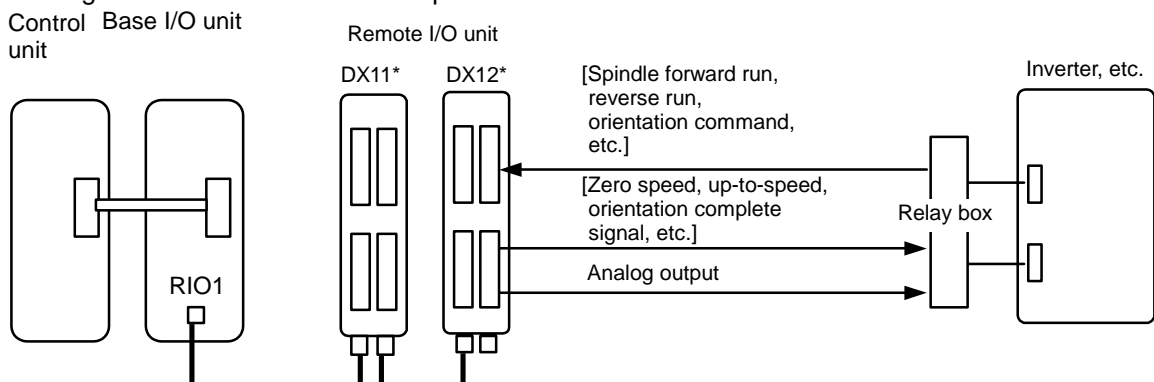 Control
unit
Base I/O unit
Remote I/O unit
DX11*
DX12*
[Spindle forward run,
reverse run,
orientation command,
etc.]
Inverter, etc.
[Zero speed, up-to-speed,
orientation complete
signal, etc.]
Relay box
Analog output
RIO1